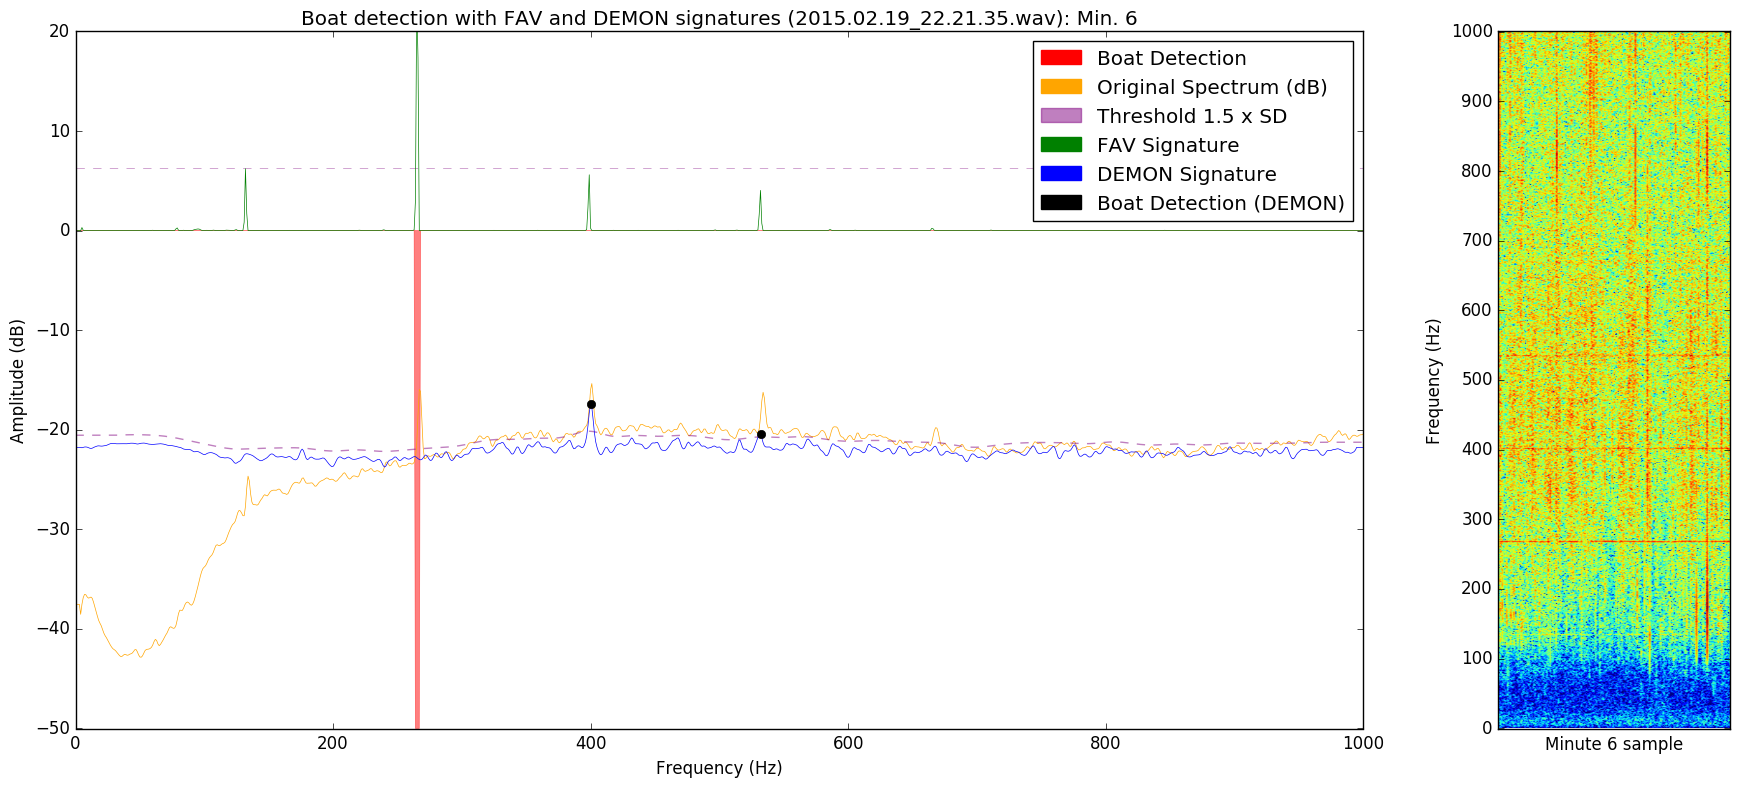 Boat detection with FAV and DEMON signatures (2015.02.19_22.21.35.wav): Min. 6
Boat Detection
Original Spectrum (dB)
Threshold 1.5 x SD
FAV Signature
DEMON Signature
Boat Detection (DEMON)
Amplitude (dB)
20
10
0
−10
−20
−30
−40
−50
0
200
400
600
800
1000
Frequency (Hz)
Frequency (Hz)
1000
900
800
700
600
500
400
300
200
100
0
Minute 6 sample